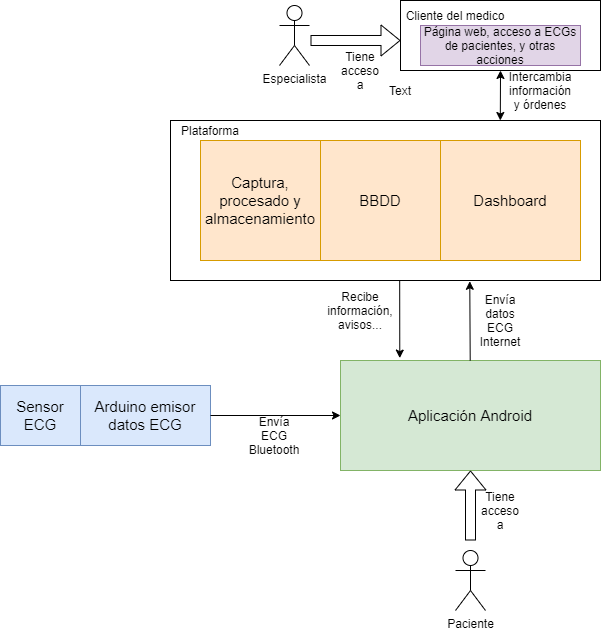 Cliente del medico
Página web, acceso a ECGs
de pacientes, y otras
acciones
Tiene
acceso
a
Especialista
Text
Intercambia
información
y órdenes
Plataforma
Captura,
procesado y
almacenamiento
BBDD
Dashboard
Recibe
información,
avisos...
Envía
datos
ECG
Internet
Sensor
ECG
Arduino emisor
datos ECG
Envía
ECG
Bluetooth
Aplicación Android
Tiene
acceso
a
Paciente